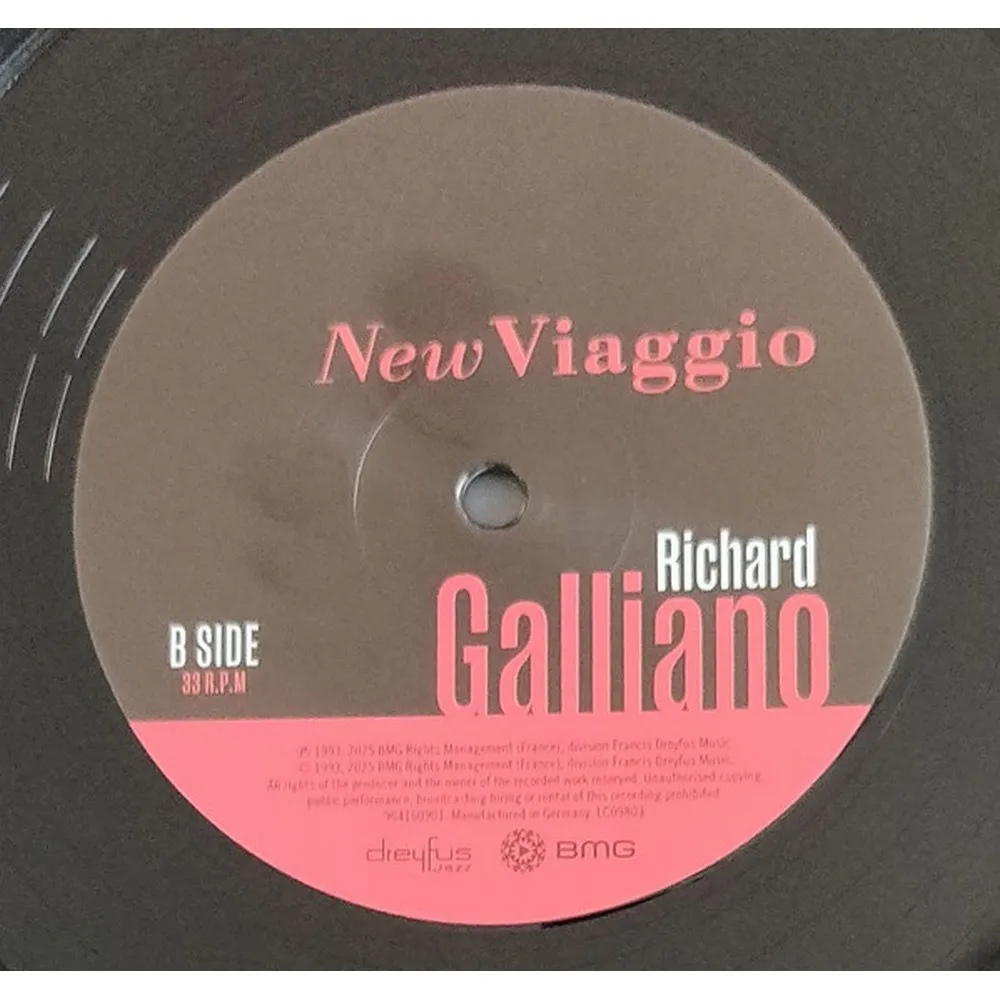 New Viaggio
Richard
Galliano
B SIDE
33 R.P.M
℗ 1993, 2025 BMG Rights Management (France), division Francis Dreyfus Music.
© 1993, 2025 BMG Rights Management (France), division Francis Dreyfus Music.
All rights of the producer and the owner of the recorded work reserved. Unauthorised copying,
public performance, broadcasting hiring or rental of this recording prohibited
964160901. Manufactured in Germany. LC09803
dreyfus
JAZZ
BMG